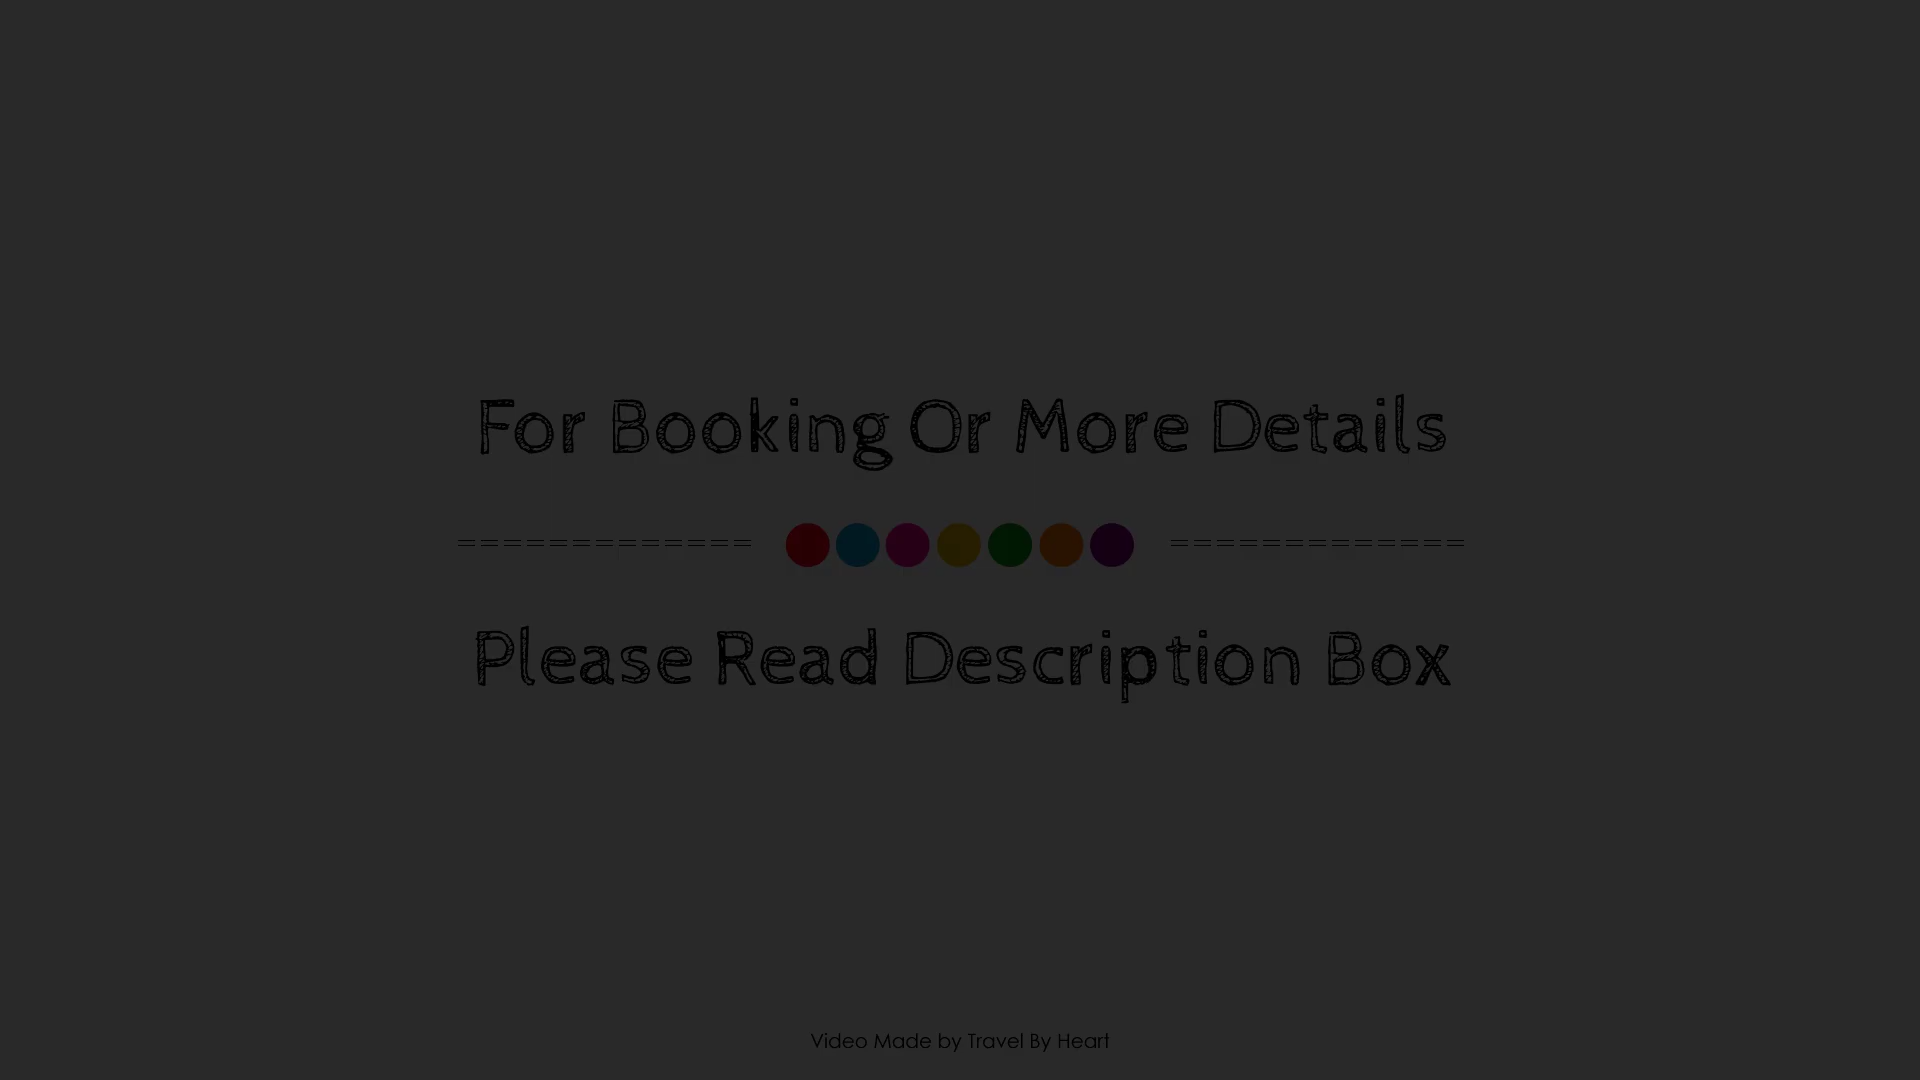 For Booking Or More Details
============= =============
Please Read Description Box
Video Made by Travel By Heart